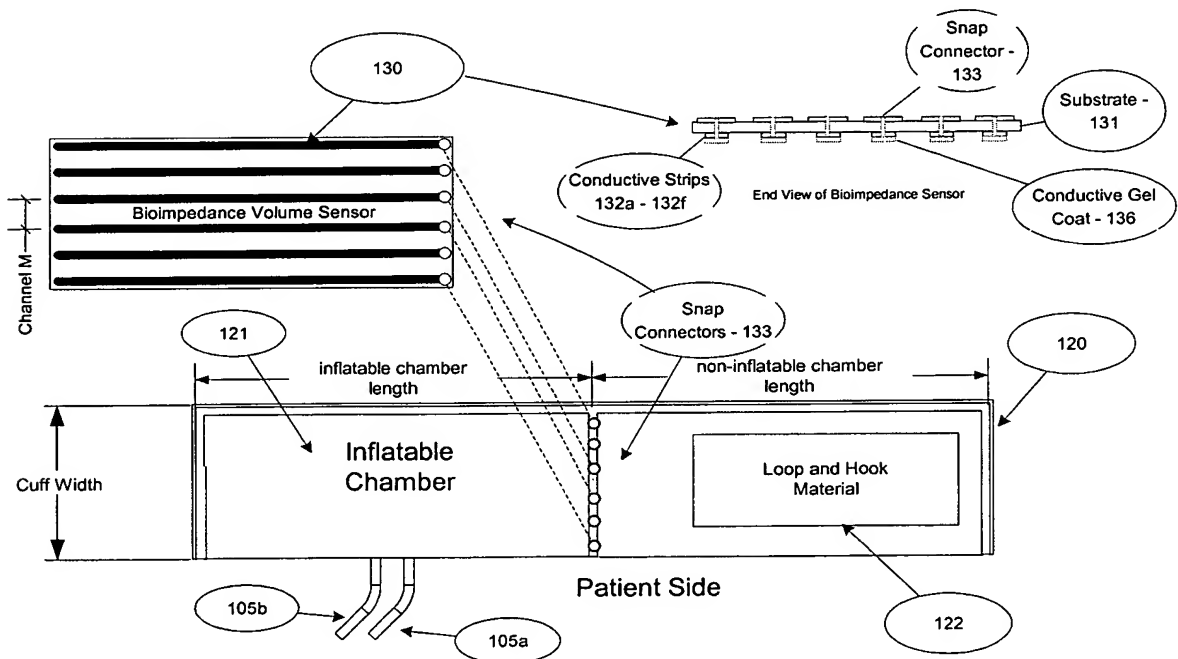 130
Snap
Connector -
133
Substrate -
131
Conductive Strips
132a - 132f
End View of Bioimpedance Sensor
Conductive Gel
Coat - 136
Bioimpedance Volume Sensor
Channel M
Snap
Connectors - 133
121
120
inflatable chamber
length
non-inflatable chamber
length
Cuff Width
Inflatable
Chamber
Loop and Hook
Material
Patient Side
105b
105a
122